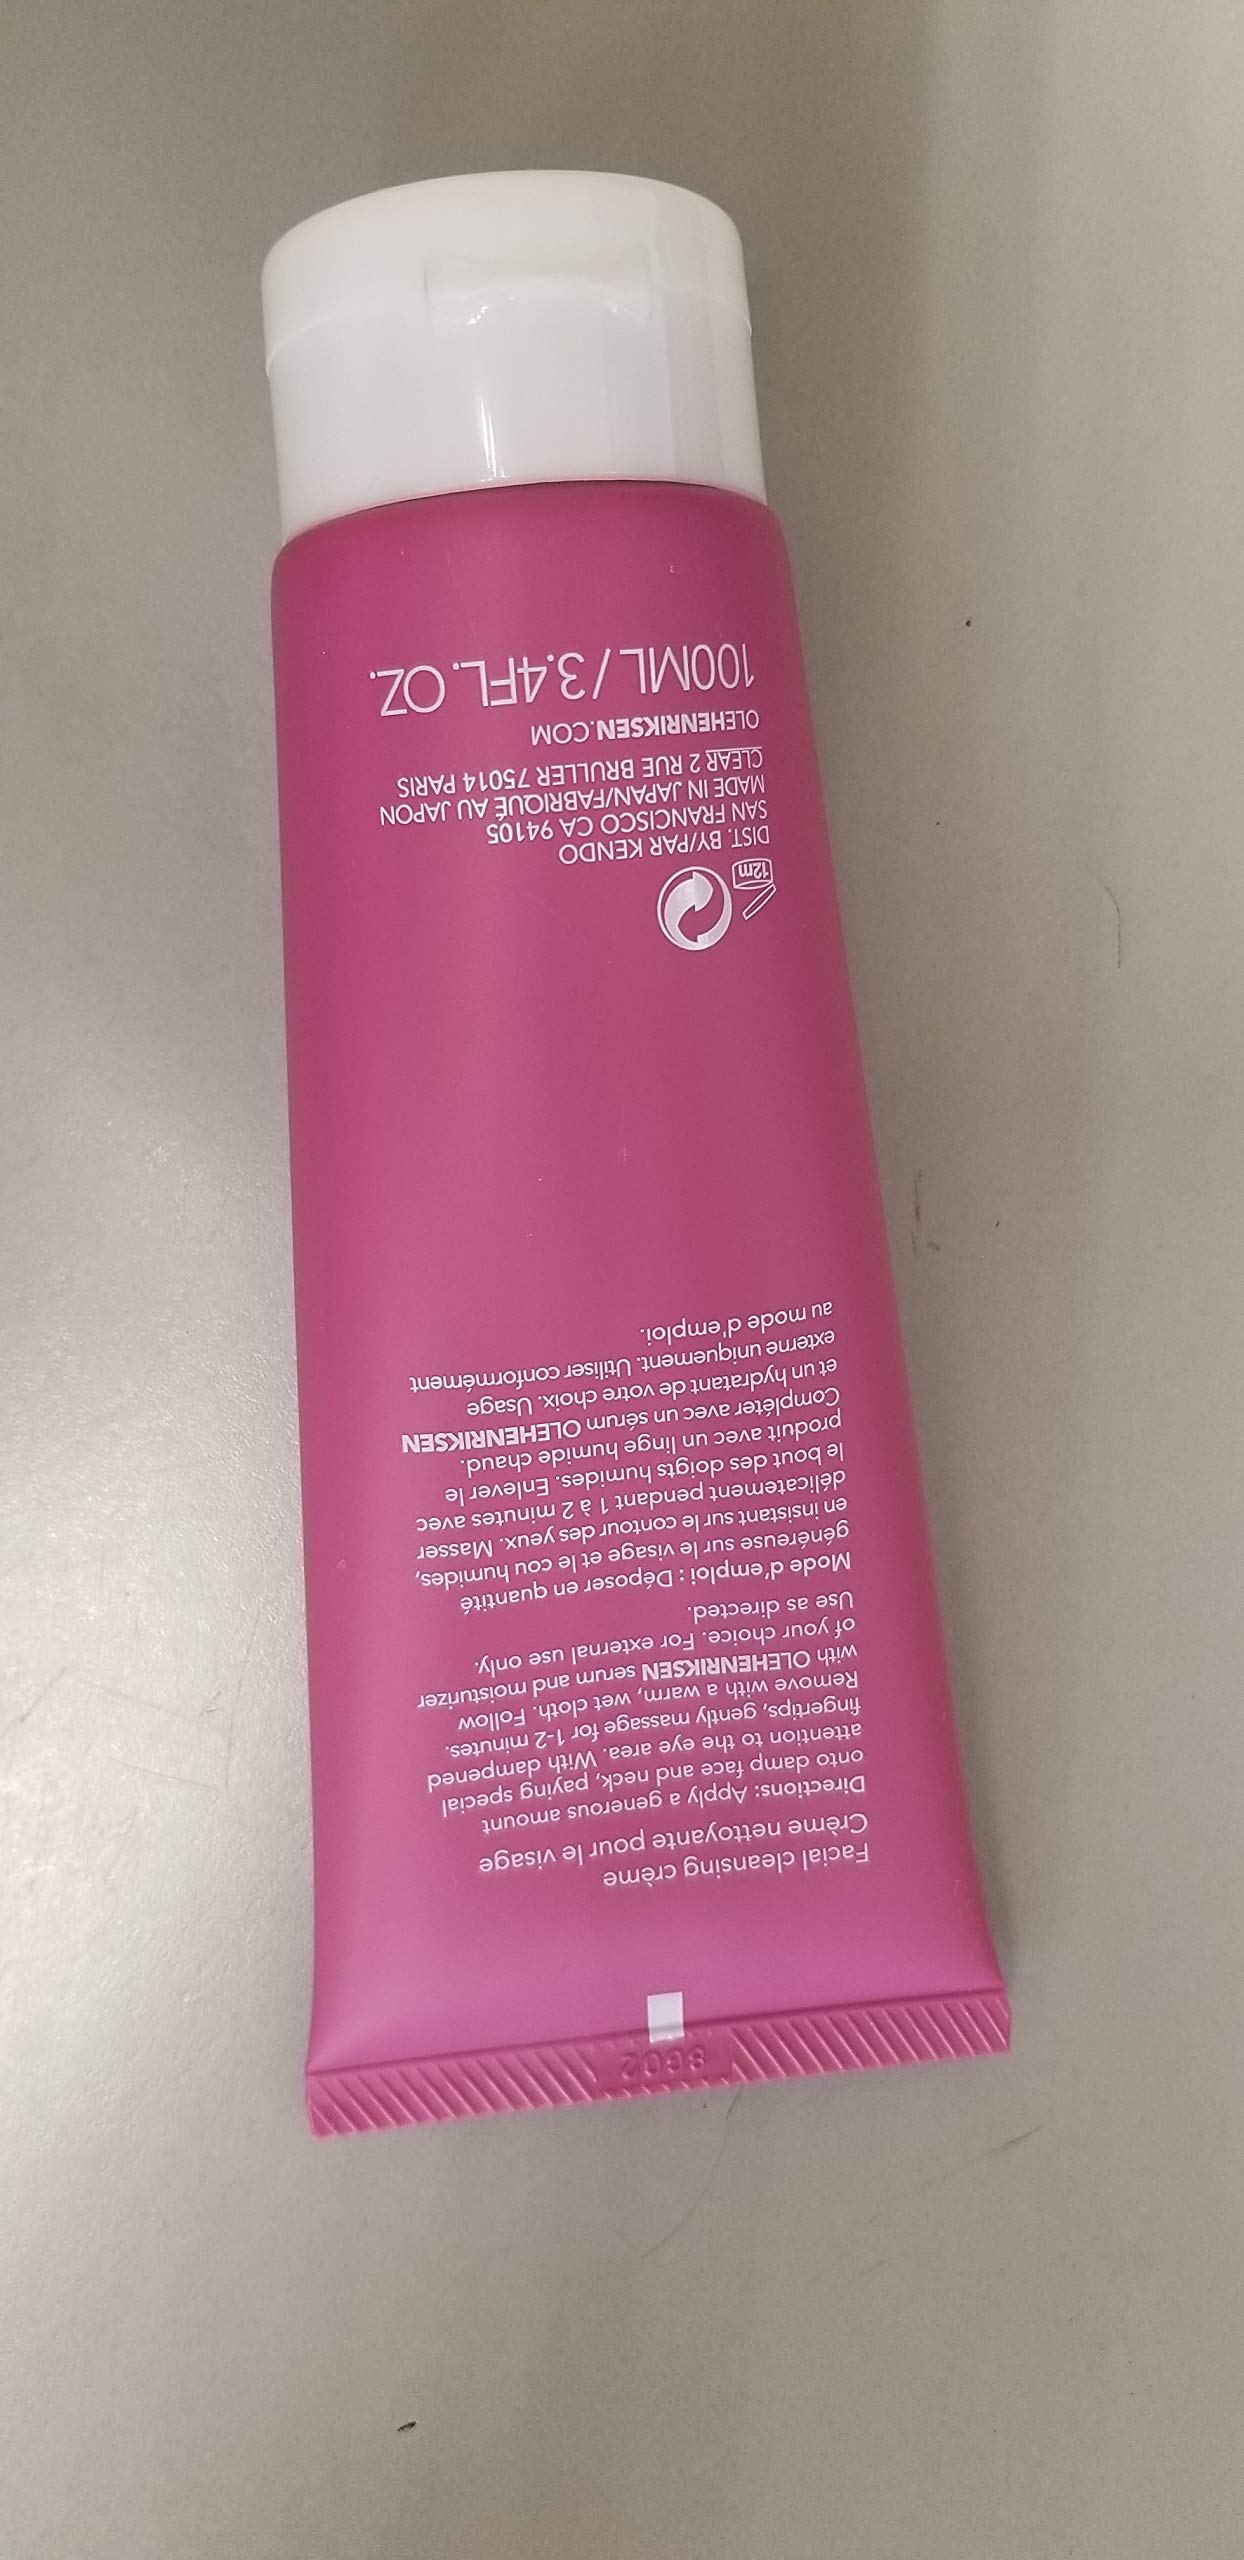 Facial cleansing crème
Crème nettoyante pour le visage
Directions: Apply a generous amount
onto damp face and neck, paying special
attention to the eye area. With dampened
fingertips, gently massage for 1-2 minutes.
Remove with a warm, wet cloth. Follow
with OLEHENRIKSEN serum and moisturizer
of your choice. For external use only.
Use as directed.
Mode d'emploi : Déposer en quantité
généreuse sur le visage et le cou humides,
en insistant sur le contour des yeux. Masser
délicatement pendant 1 à 2 minutes avec
le bout des doigts humides. Enlever le
produit avec un linge humide chaud.
Compléter avec un sérum OLEHENRIKSEN
et un hydratant de votre choix. Usage
externe uniquement. Utiliser conformément
au mode d'emploi.
12m
DIST. BY/PAR KENDO
SAN FRANCISCO CA 94105
MADE IN JAPAN/FABRIQUÉ AU JAPON
CLEAR 2 RUE BRULLER 75014 PARIS
OLEHENRIKSEN.COM
100ML / 3.4FL. OZ.